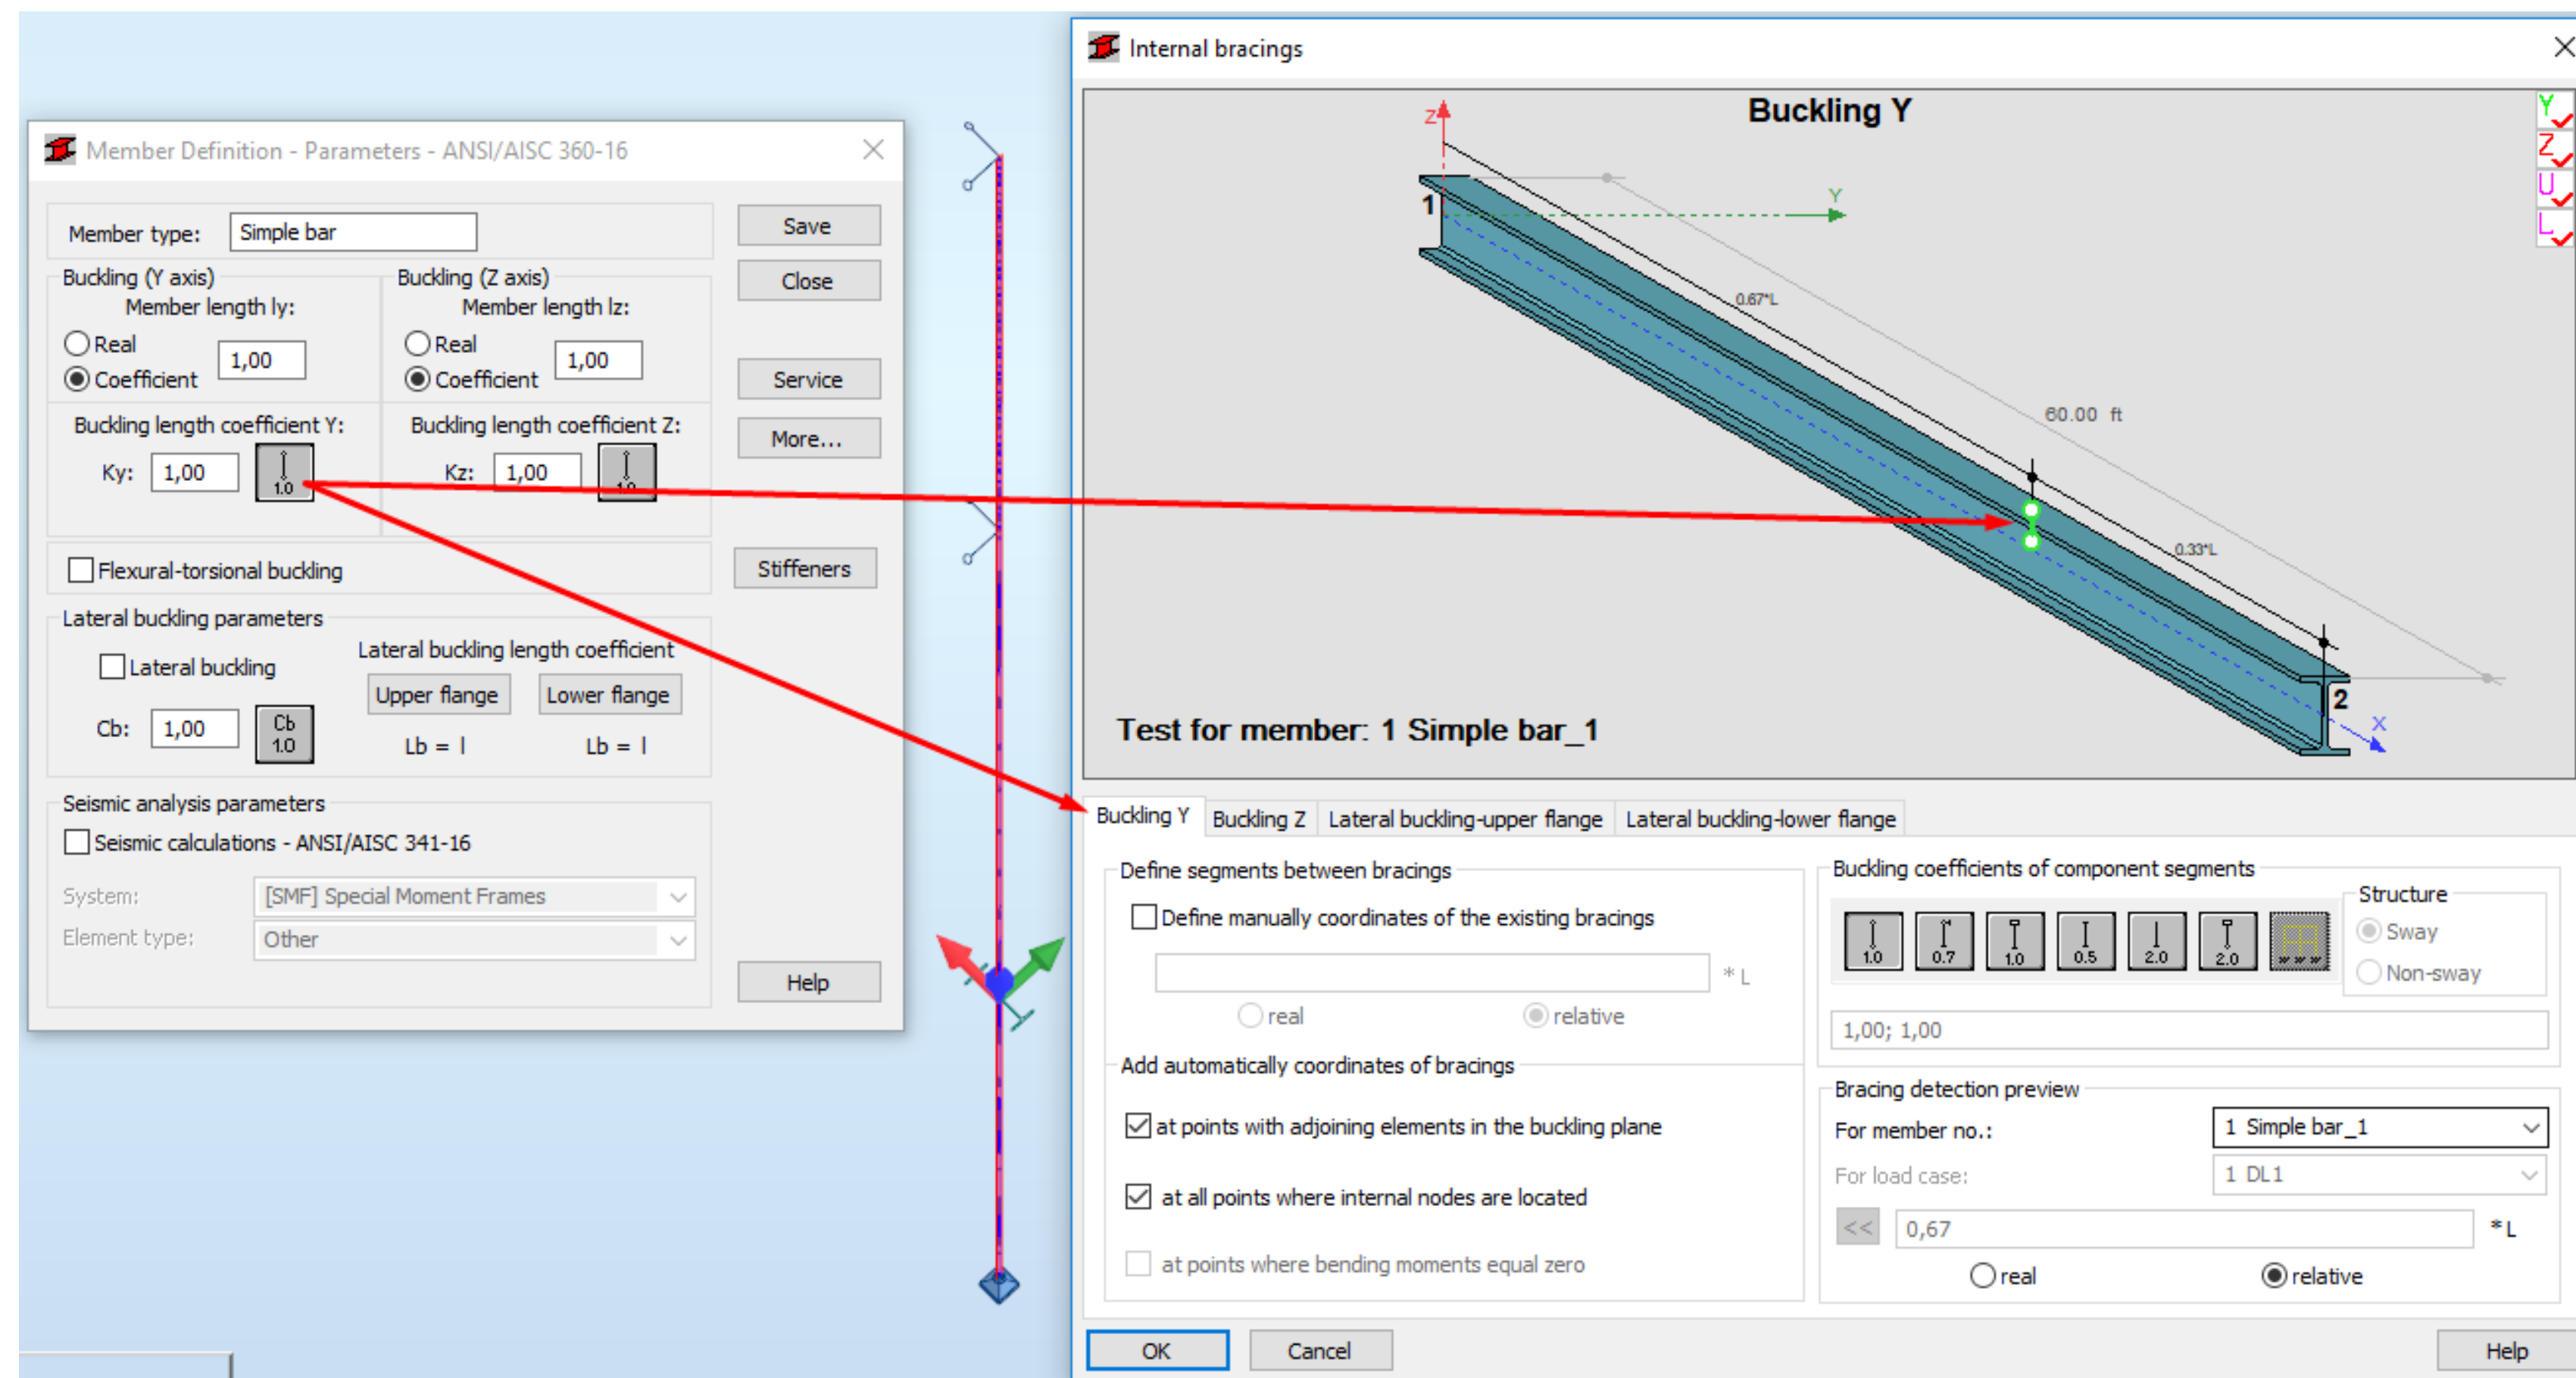 Member Definition - Parameters - ANSI/AISC 360-16
Member type: Simple bar
Save
Close
Service
More...
Stiffeners
Help
Buckling (Y axis)
Member length ly:
Real
Coefficient
1,00
Buckling length coefficient Y:
Ky: 1,00
1.0
Buckling (Z axis)
Member length lz:
Real
Coefficient
1,00
Buckling length coefficient Z:
Kz: 1,00
1.0
Flexural-torsional buckling
Lateral buckling parameters
Lateral buckling
Cb: 1,00
Cb
1.0
Lateral buckling length coefficient
Upper flange Lower flange
Lb = l Lb = l
Seismic analysis parameters
Seismic calculations - ANSI/AISC 341-16
System: [SMF] Special Moment Frames
Element type: Other
Internal bracings
Buckling Y
Z
Y
1
0.67*L
60.00 ft
0.33*L
2
X
Y
Z
U
L
Test for member: 1 Simple bar_1
Buckling Y Buckling Z Lateral buckling-upper flange Lateral buckling-lower flange
Define segments between bracings
Define manually coordinates of the existing bracings
* L
real relative
Add automatically coordinates of bracings
at points with adjoining elements in the buckling plane
at all points where internal nodes are located
at points where bending moments equal zero
Buckling coefficients of component segments
1.0 0.7 1.0 0.5 2.0 2.0
Structure
Sway
Non-sway
1,00; 1,00
Bracing detection preview
For member no.: 1 Simple bar_1
For load case: 1 DL1
<< 0,67 * L
real relative
OK Cancel Help